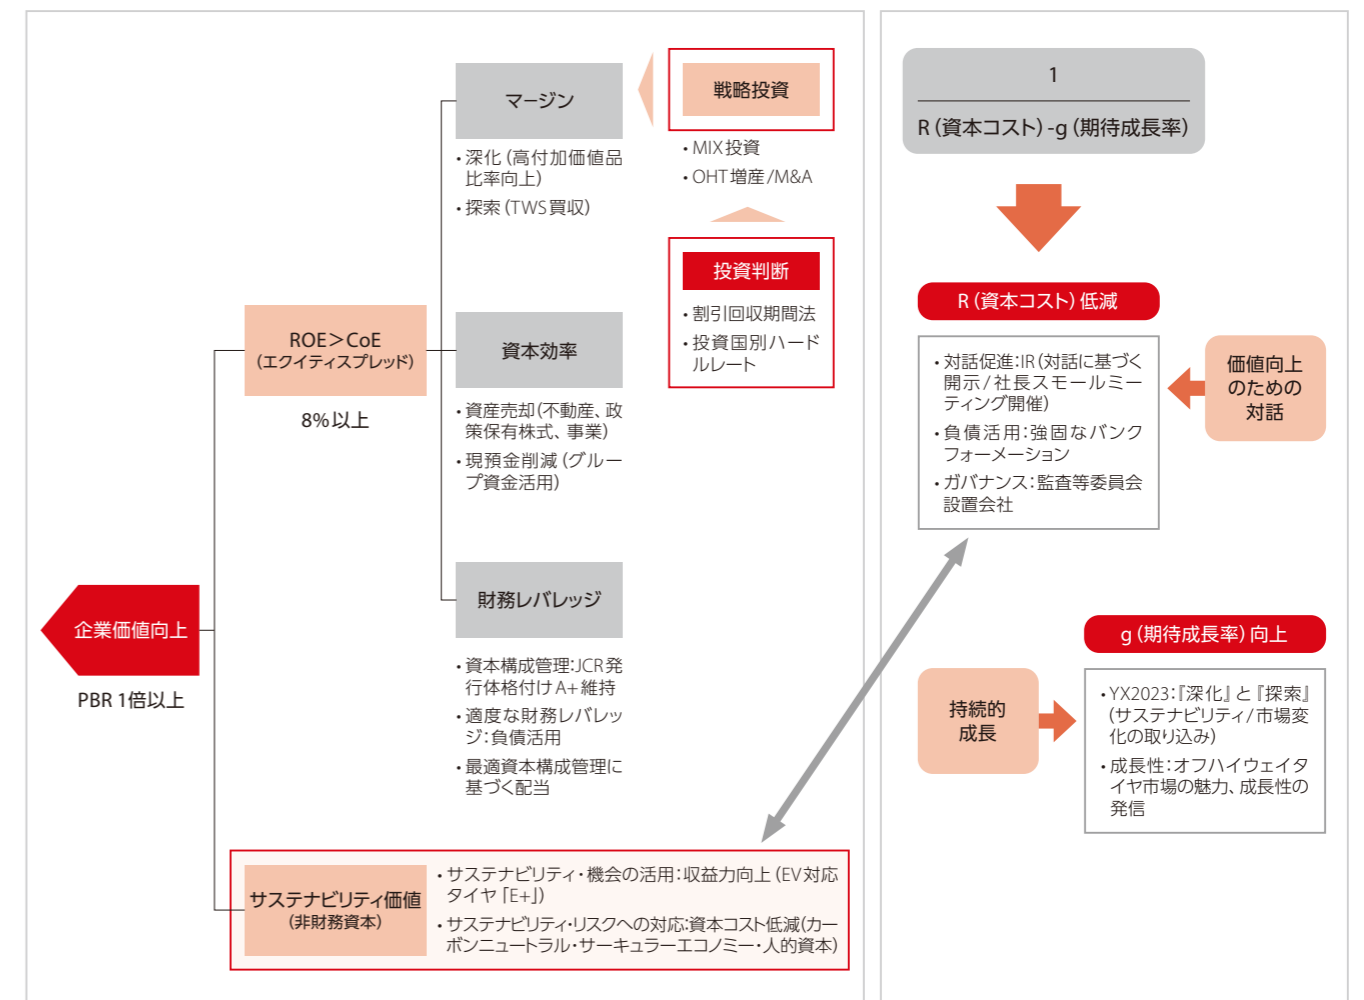 マージン
・深化（高付加価値品
比率向上）
・探索（TWS買収）
戦略投資
・MIX投資
・OHT増産/M&A
投資判断
・割引回収期間法
・投資国別ハード
ルレート
ROE＞CoE
（エクイティスプレッド）
8%以上
資本効率
・資産売却（不動産、政
策保有株式、事業）
・現預金削減（グルー
プ資金活用）
財務レバレッジ
・資本構成管理：JCR発
行体格付けA+維持
・適度な財務レバレッ
ジ：負債活用
・最適資本構成管理に
基づく配当
企業価値向上
PBR 1倍以上
サステナビリティ価値
（非財務資本）
・サステナビリティ・機会の活用：収益力向上（EV対応
タイヤ「E+」）
・サステナビリティ・リスクへの対応：資本コスト低減（カー
ボンニュートラル・サーキュラーエコノミー・人的資本）
1
R（資本コスト）-g（期待成長率）
R（資本コスト）低減
・対話促進：IR（対話に基づく
開示/社長スモールミー
ティング開催）
・負債活用：強固なバンク
フォーメーション
・ガバナンス：監査等委員会
設置会社
価値向上
のための
対話
g（期待成長率）向上
持続的
成長
・YX2023：『深化』と『探索』
（サステナビリティ/市場変
化の取り込み）
・成長性：オフハイウェイタ
イヤ市場の魅力、成長性の
発信